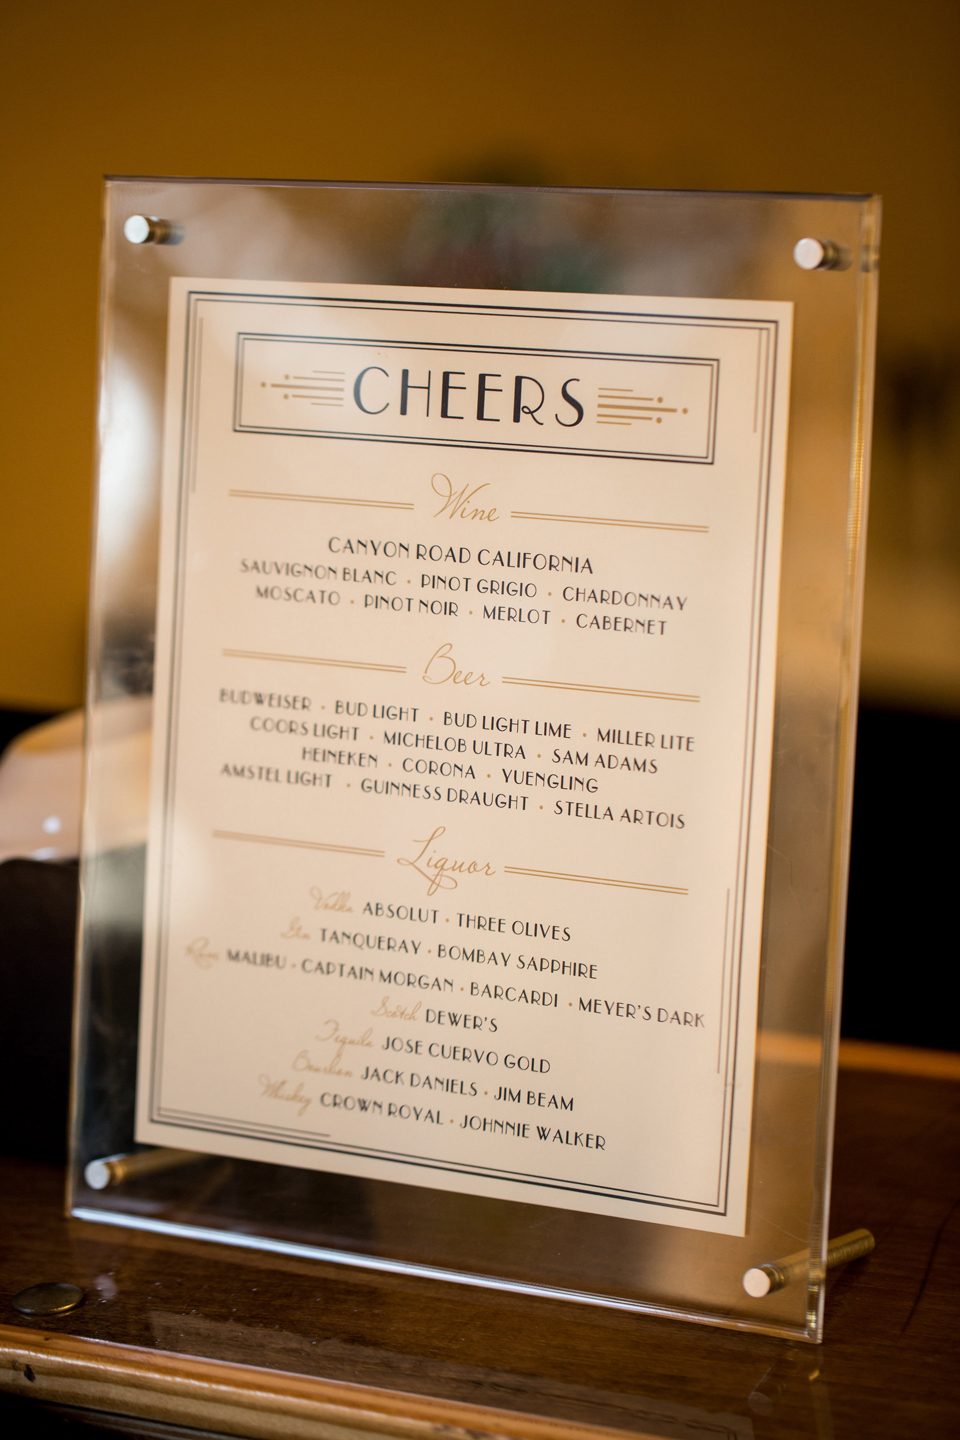 CHEERS
Wine
CANYON ROAD CALIFORNIA
SAUVIGNON BLANC • PINOT GRIGIO • CHARDONNAY
MOSCATO • PINOT NOIR • MERLOT • CABERNET
Beer
BUDWEISER • BUD LIGHT • BUD LIGHT LIME • MILLER LITE
COORS LIGHT • MICHELOB ULTRA • SAM ADAMS
HEINEKEN • CORONA • YUENGLING
AMSTEL LIGHT • GUINNESS DRAUGHT • STELLA ARTOIS
Liquor
Vodka ABSOLUT • THREE OLIVES
Gin TANQUERAY • BOMBAY SAPPHIRE
Rum MALIBU • CAPTAIN MORGAN • BARCARDI • MEYER'S DARK
Scotch DEWER'S
Tequila JOSE CUERVO GOLD
Bourbon JACK DANIELS • JIM BEAM
Whiskey CROWN ROYAL • JOHNNIE WALKER